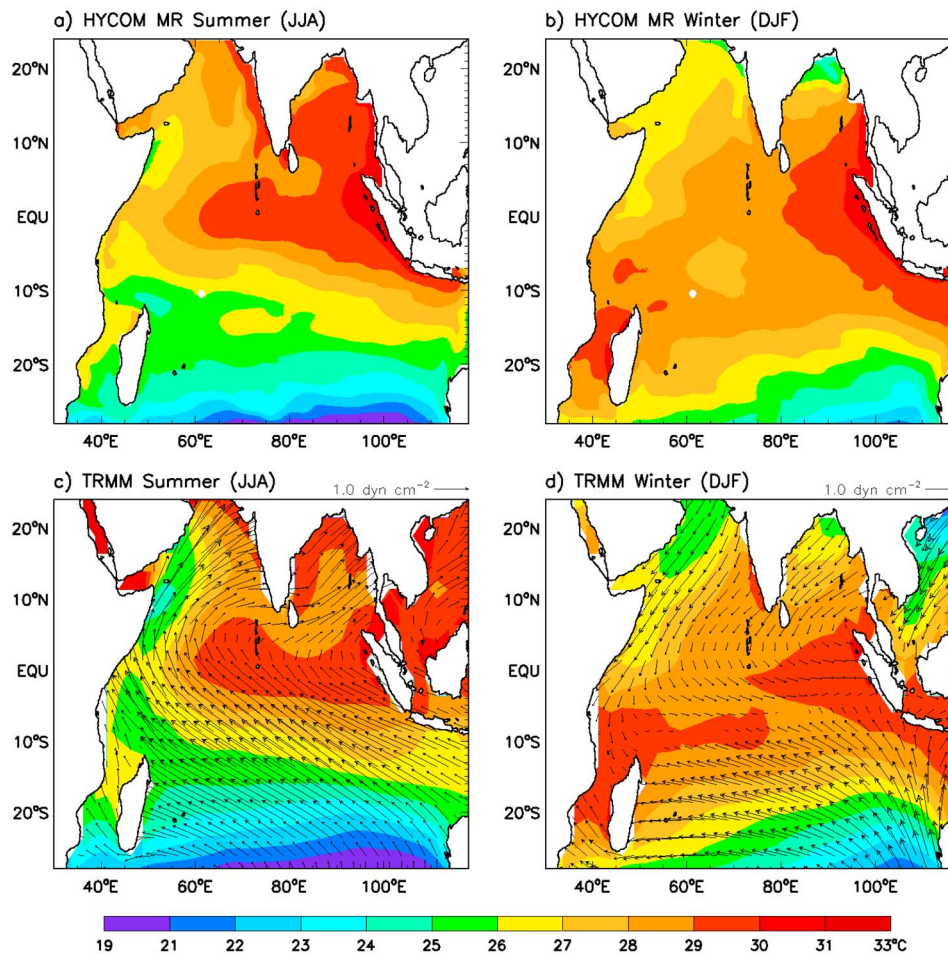 a) HYCOM MR Summer (JJA)
b) HYCOM MR Winter (DJF)
20°N
10°N
EQU
10°S
20°S
40°E 60°E 80°E 100°E
20°N
10°N
EQU
10°S
20°S
40°E 60°E 80°E 100°E
c) TRMM Summer (JJA)
1.0 dyn cm⁻²
d) TRMM Winter (DJF)
1.0 dyn cm⁻²
20°N
10°N
EQU
10°S
20°S
40°E 60°E 80°E 100°E
20°N
10°N
EQU
10°S
20°S
40°E 60°E 80°E 100°E
19 21 22 23 24 25 26 27 28 29 30 31 33°C